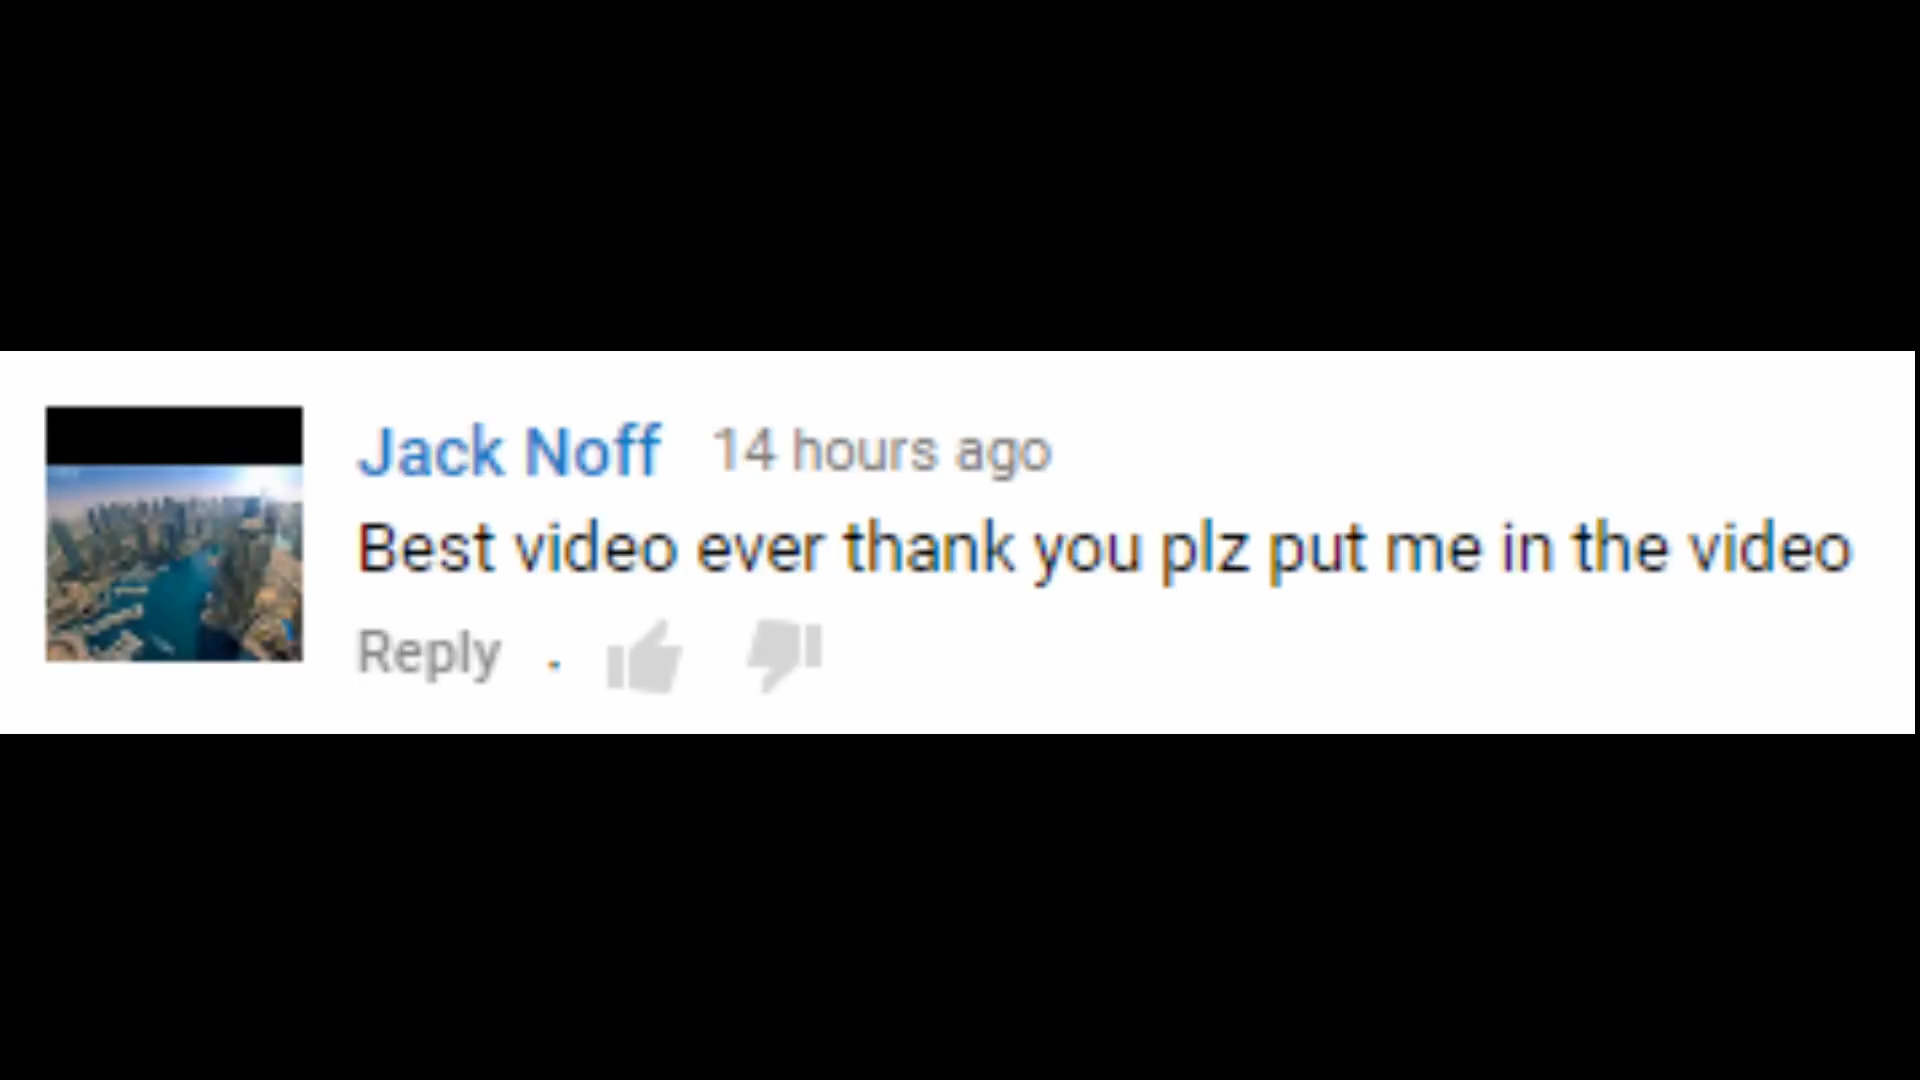 Jack Noff 14 hours ago
Best video ever thank you plz put me in the video
Reply .